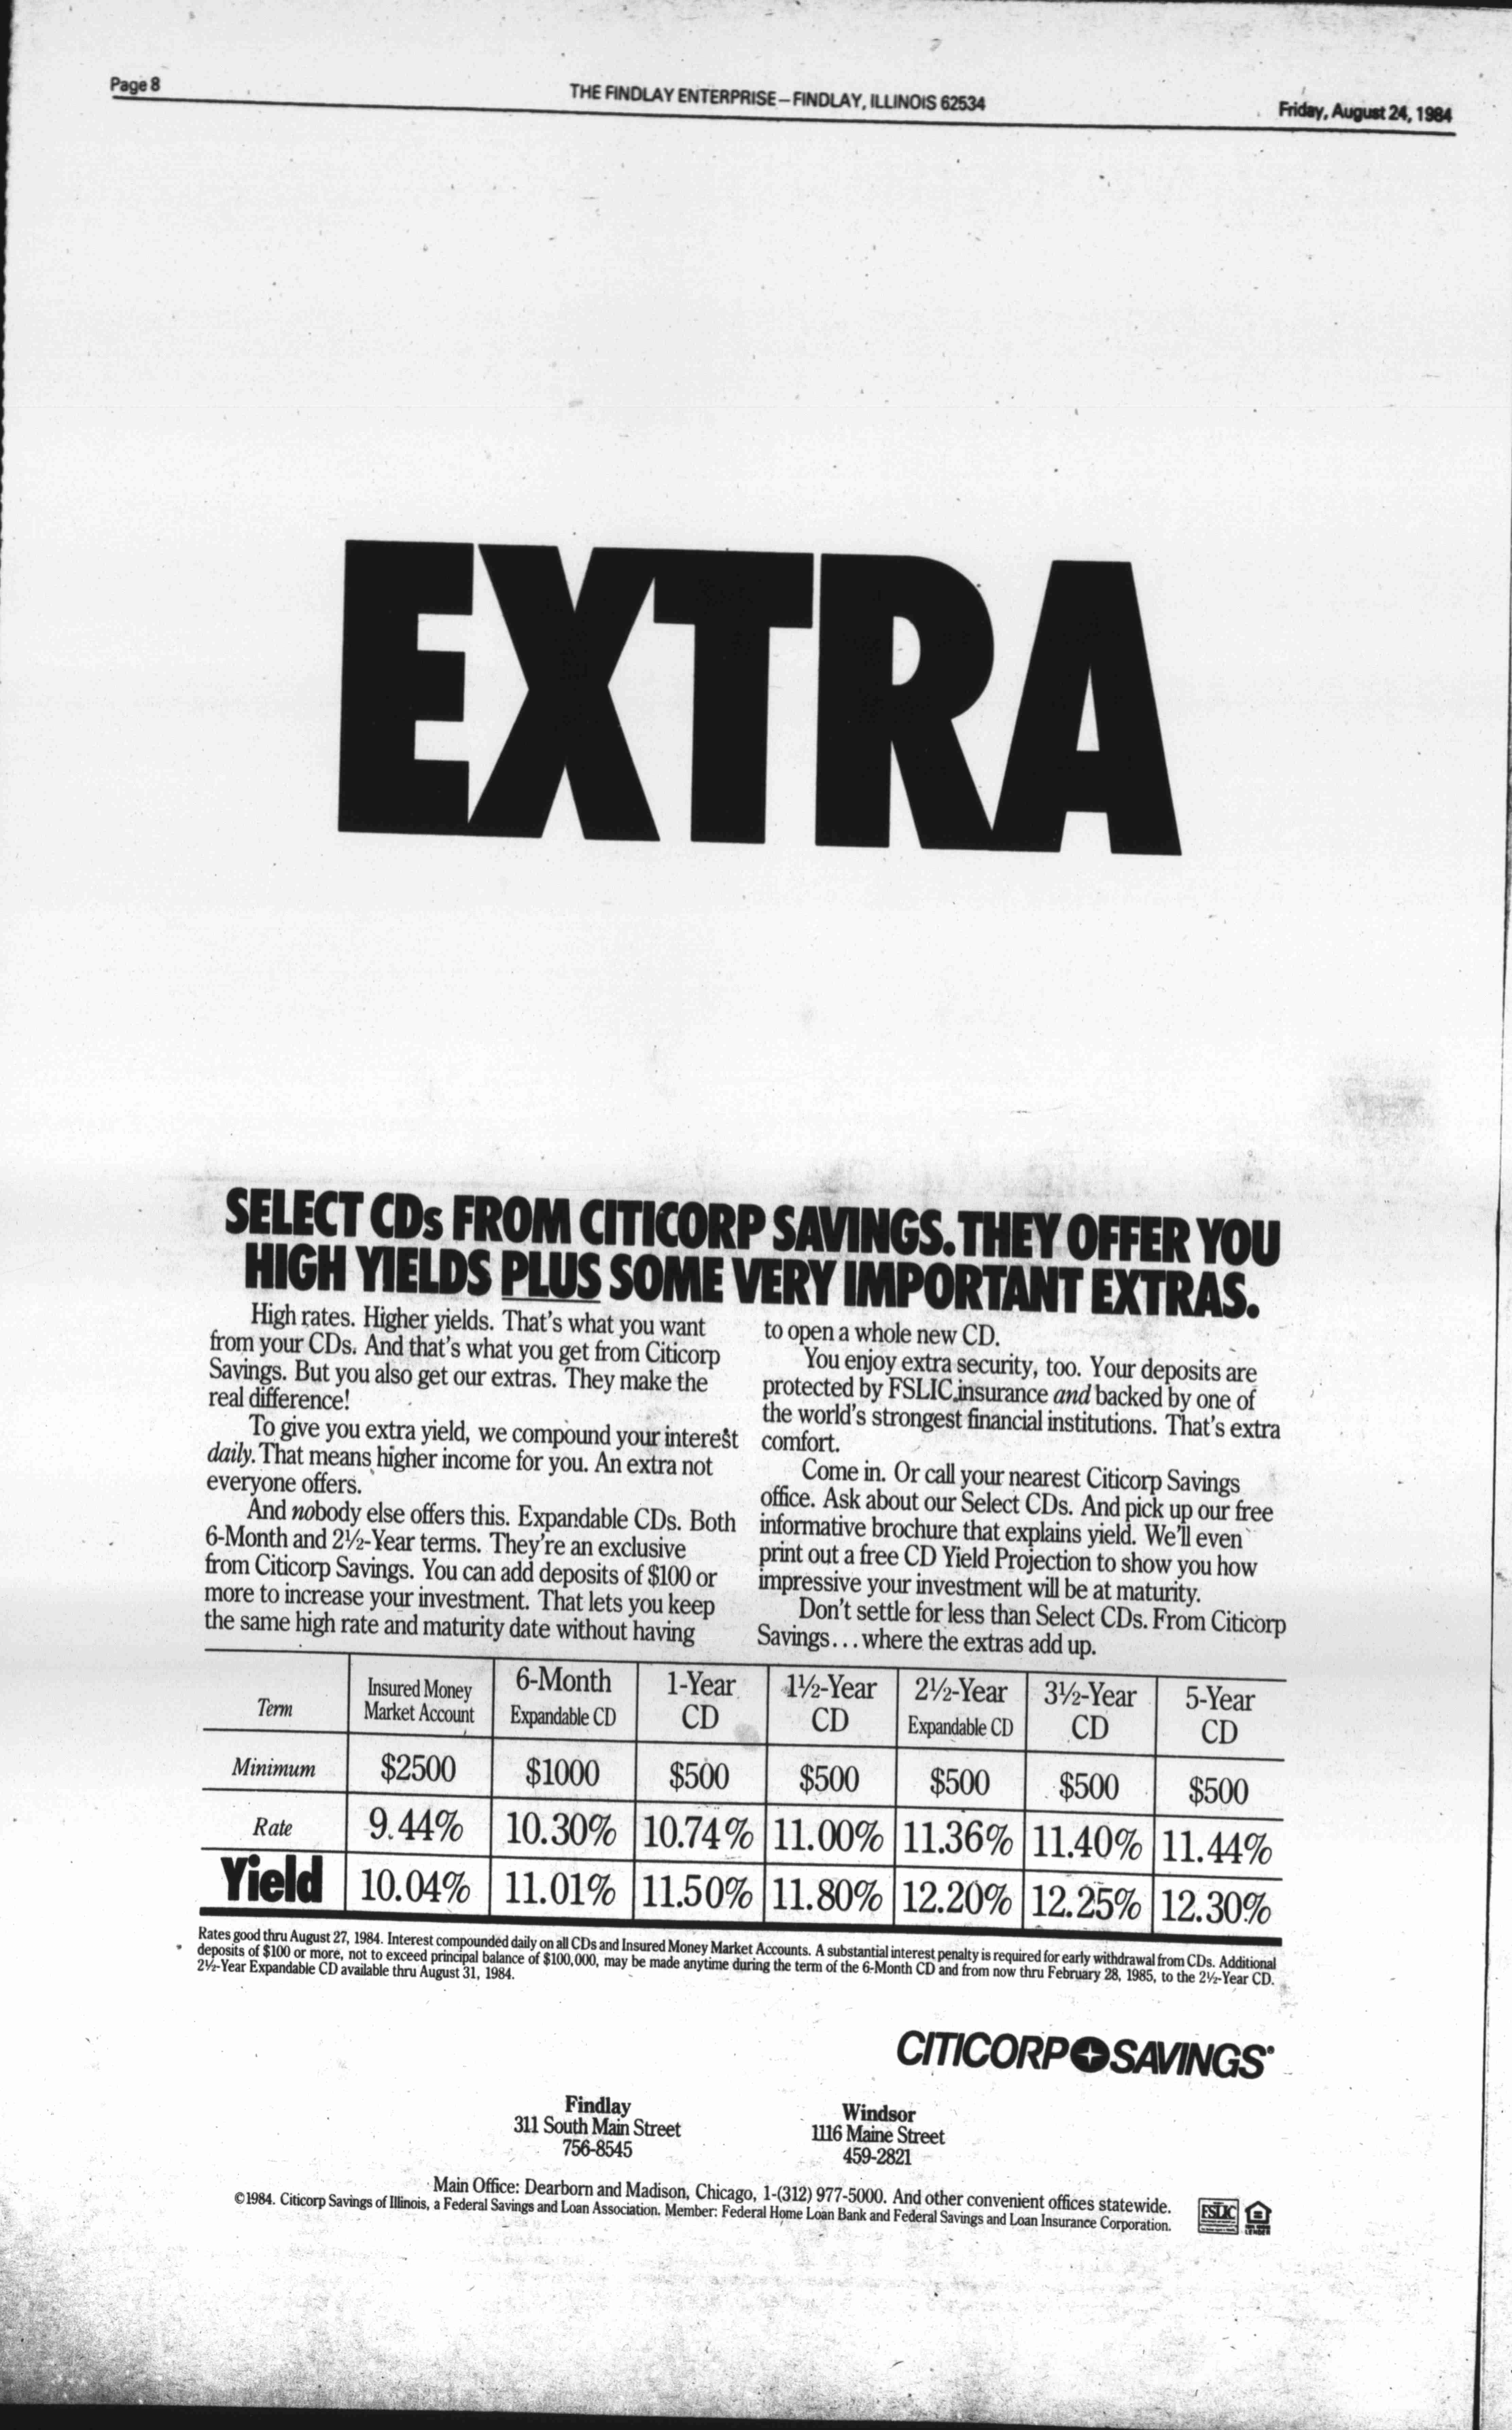 Page 8
THE FINDLAY ENTERPRISE – FINDLAY, ILLINOIS 62534
Friday, August 24, 1984
EXTRA
SELECT CDs FROM CITICORP SAVINGS. THEY OFFER YOU
HIGH YIELDS PLUS SOME VERY IMPORTANT EXTRAS.
High rates. Higher yields. That's what you want
from your CDs. And that's what you get from Citicorp
Savings. But you also get our extras. They make the
real difference!
To give you extra yield, we compound your interest
daily. That means higher income for you. An extra not
everyone offers.
And nobody else offers this. Expandable CDs. Both
6-Month and 2½-Year terms. They're an exclusive
from Citicorp Savings. You can add deposits of $100 or
more to increase your investment. That lets you keep
the same high rate and maturity date without having
to open a whole new CD.
You enjoy extra security, too. Your deposits are
protected by FSLIC insurance and backed by one of
the world's strongest financial institutions. That's extra
comfort.
Come in. Or call your nearest Citicorp Savings
office. Ask about our Select CDs. And pick up our free
informative brochure that explains yield. We'll even
print out a free CD Yield Projection to show you how
impressive your investment will be at maturity.
Don't settle for less than Select CDs. From Citicorp
Savings...where the extras add up.
Term Insured Money Market Account 6-Month Expandable CD 1-Year CD 1½-Year CD 2½-Year Expandable CD 3½-Year CD 5-Year CD
Minimum $2500 $1000 $500 $500 $500 $500 $500
Rate 9.44% 10.30% 10.74% 11.00% 11.36% 11.40% 11.44%
Yield 10.04% 11.01% 11.50% 11.80% 12.20% 12.25% 12.30%
Rates good thru August 27, 1984. Interest compounded daily on all CDs and Insured Money Market Accounts. A substantial interest penalty is required for early withdrawal from CDs. Additional
deposits of $100 or more, not to exceed principal balance of $100,000, may be made anytime during the term of the 6-Month CD and from now thru February 28, 1985, to the 2½-Year CD.
2½-Year Expandable CD available thru August 31, 1984.
CITICORP SAVINGS
Findlay
311 South Main Street
756-8545
Windsor
1116 Maine Street
459-2821
Main Office: Dearborn and Madison, Chicago, 1-(312) 977-5000. And other convenient offices statewide.
©1984. Citicorp Savings of Illinois, a Federal Savings and Loan Association. Member: Federal Home Loan Bank and Federal Savings and Loan Insurance Corporation.
FSLIC